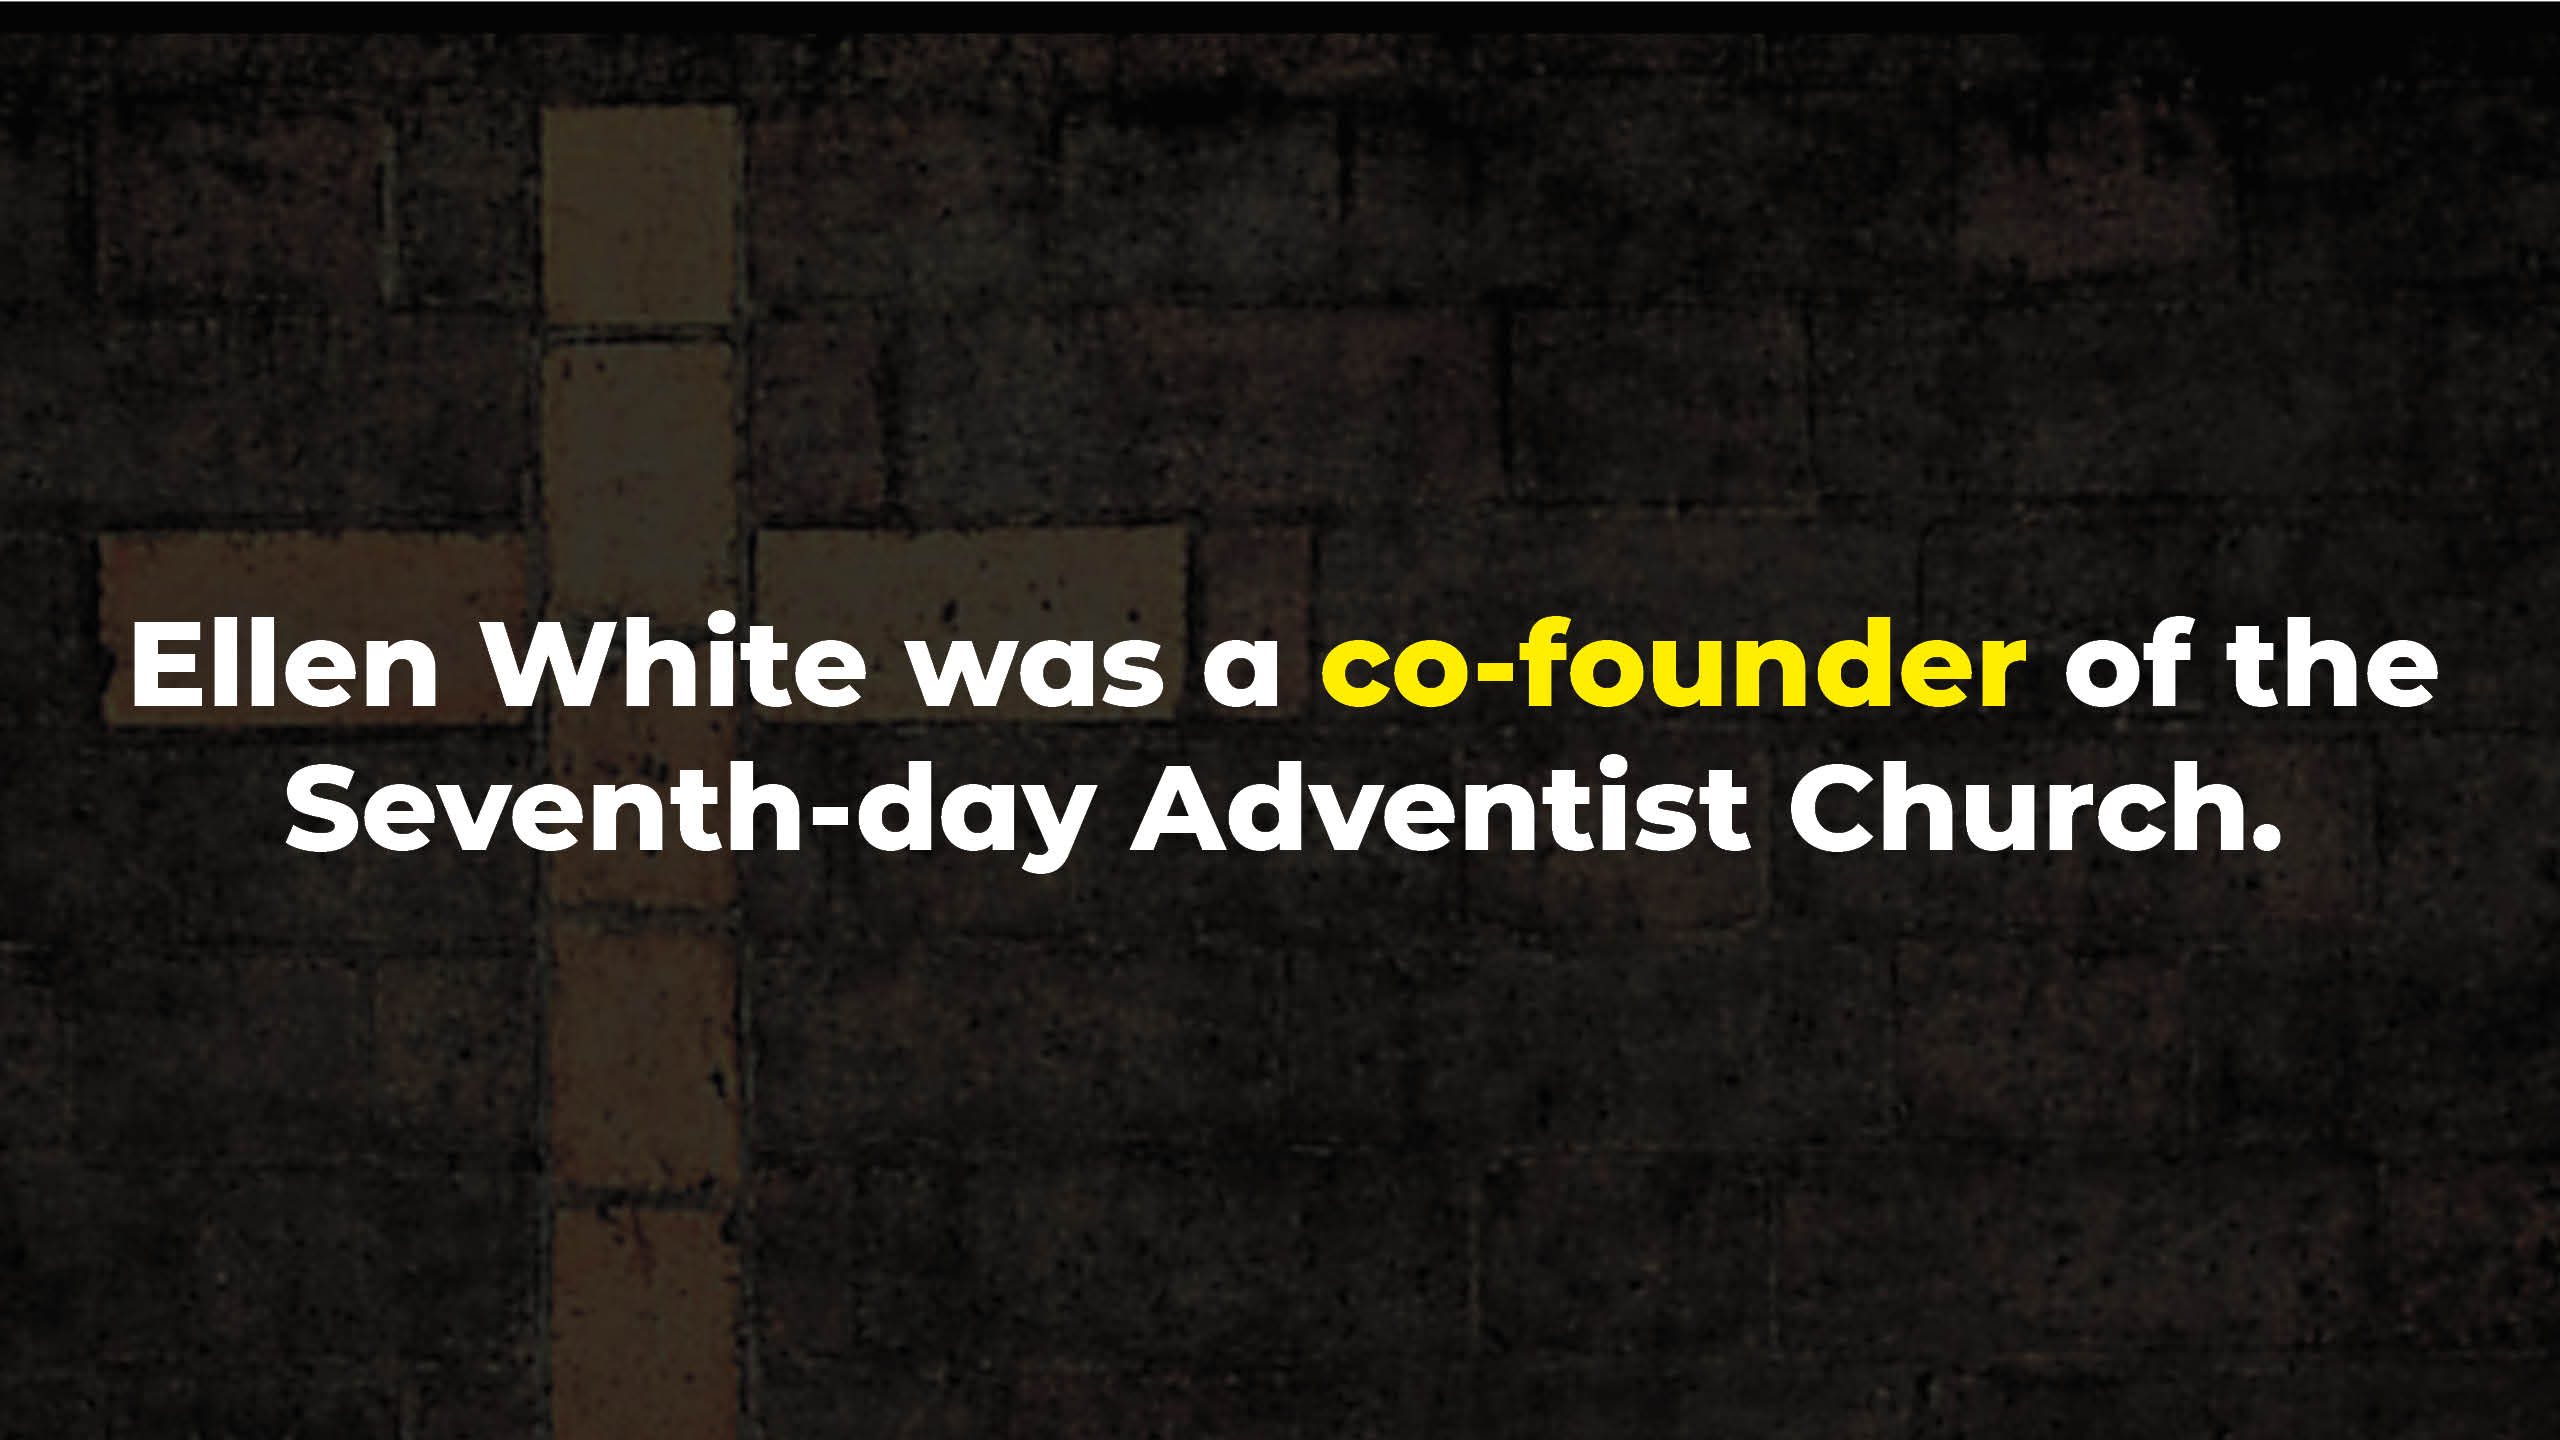 Ellen White was a co-founder of the
Seventh-day Adventist Church.